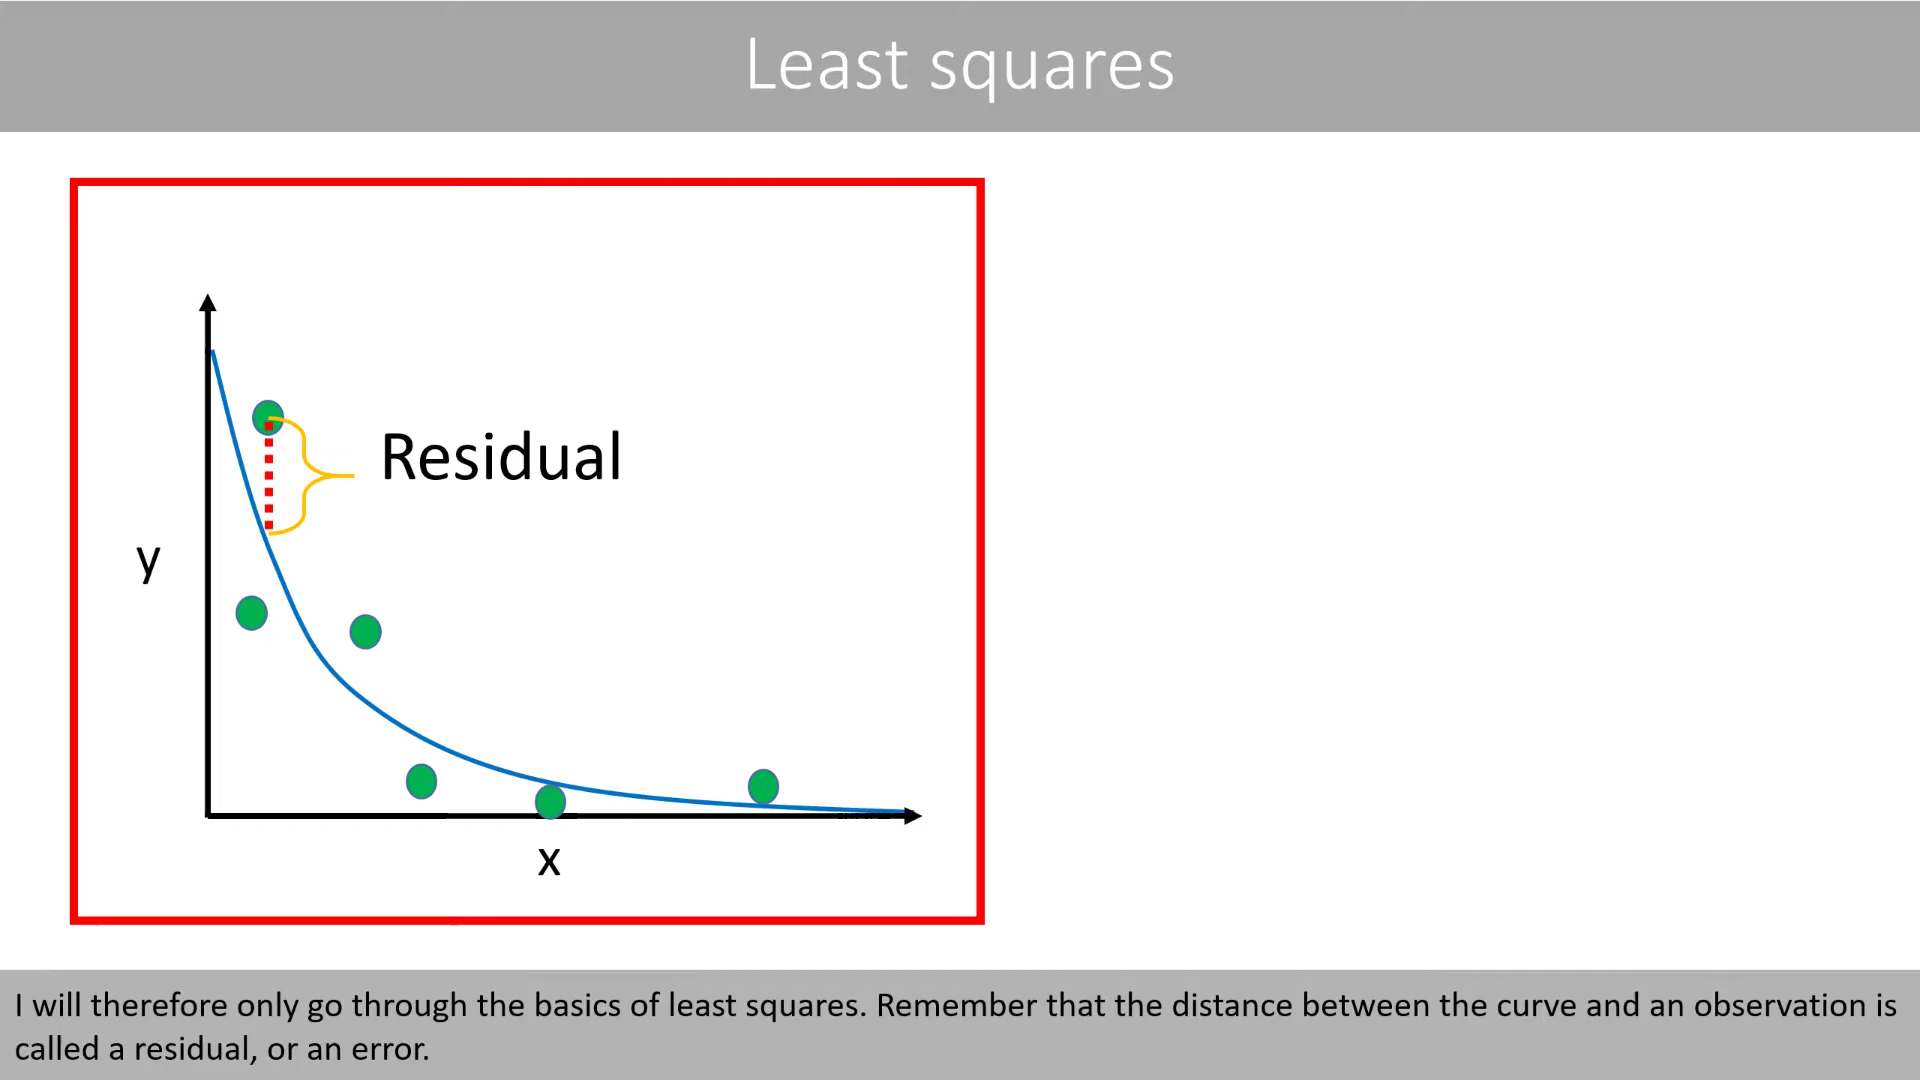 Least squares
Residual
y
x
I will therefore only go through the basics of least squares. Remember that the distance between the curve and an observation is
called a residual, or an error.